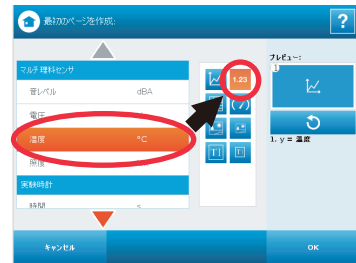 最初のページを作成:
?
マルチ理科センサ
音レベル dBA
電圧
温度 °C
照度
実験時計
時間 s
1.23
プレビュー:
1
1. y = 温度
キャンセル
OK